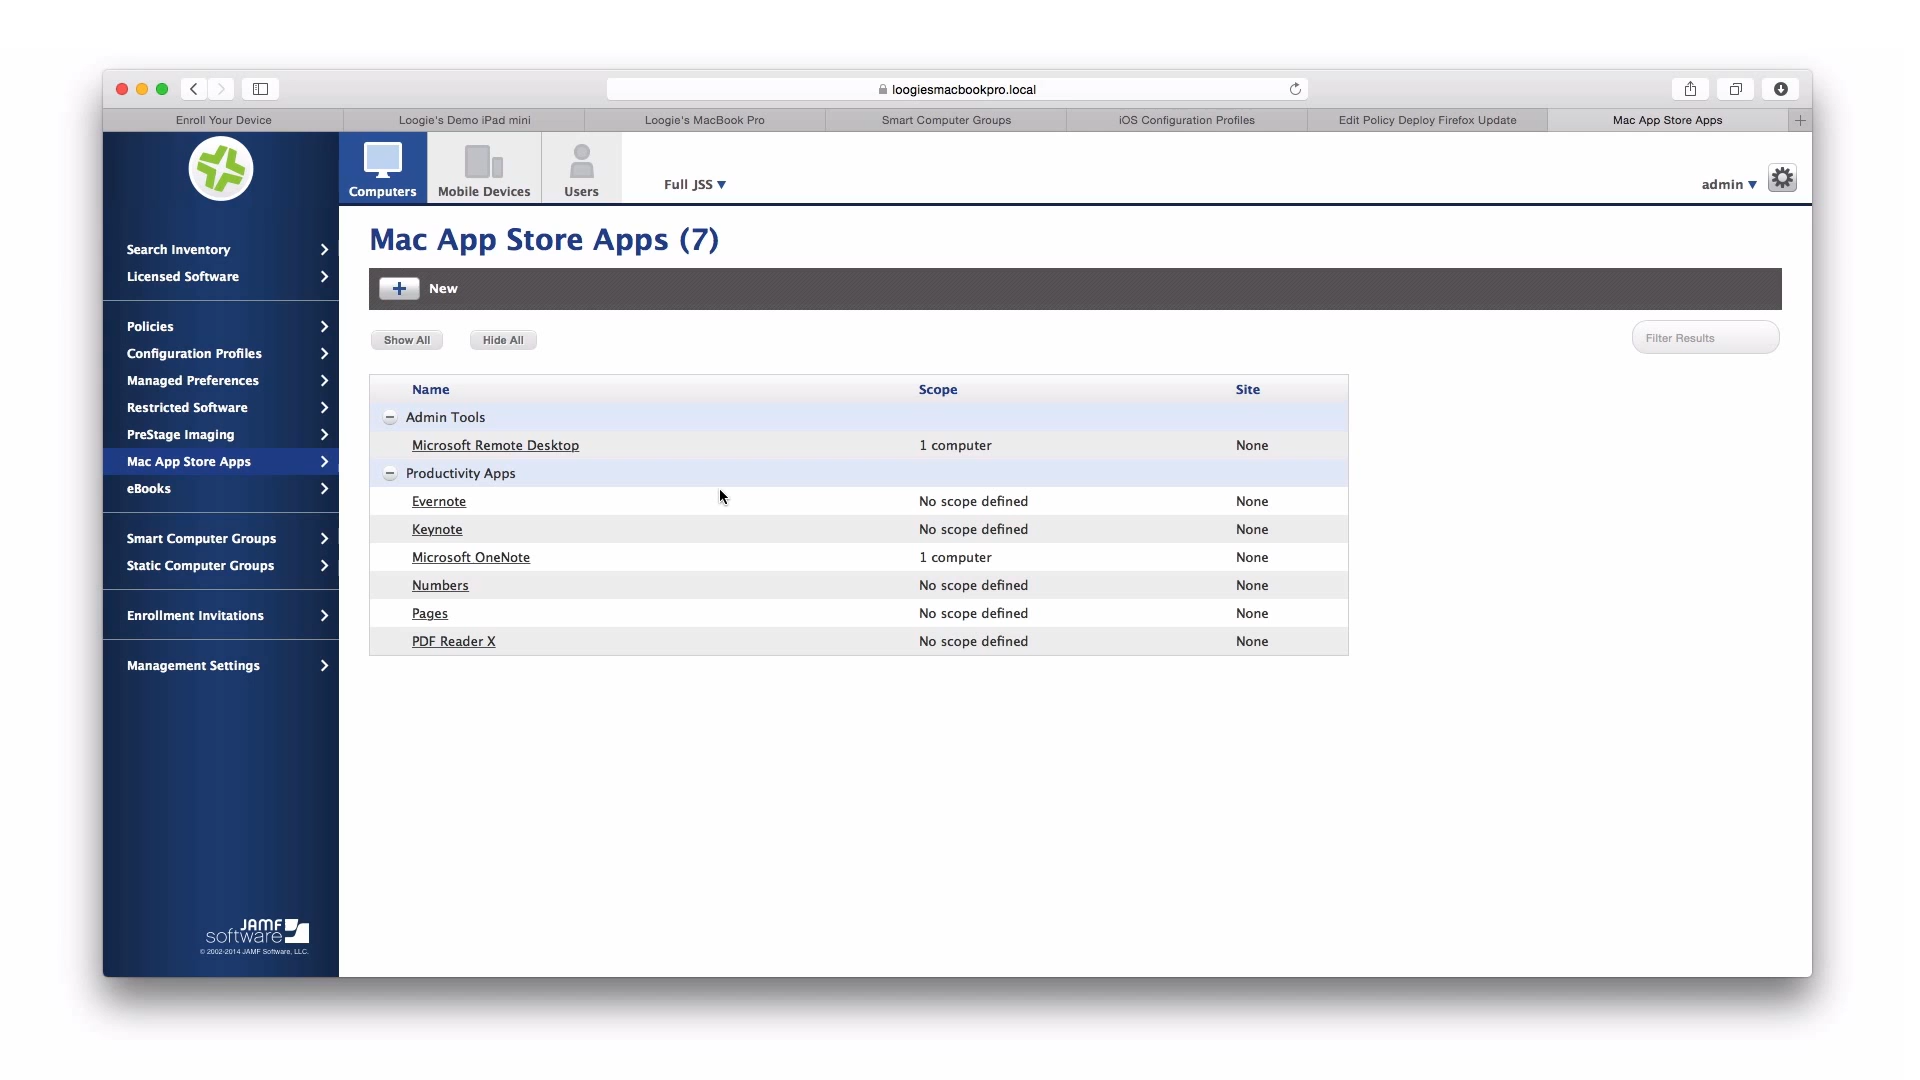 loogiesmacbookpro.local
Enroll Your Device Loogie's Demo iPad mini Loogie's MacBook Pro Smart Computer Groups iOS Configuration Profiles Edit Policy Deploy Firefox Update Mac App Store Apps
Computers Mobile Devices Users Full JSS admin
Search Inventory
Licensed Software
Policies
Configuration Profiles
Managed Preferences
Restricted Software
PreStage Imaging
Mac App Store Apps
eBooks
Smart Computer Groups
Static Computer Groups
Enrollment Invitations
Management Settings
JAMF
software
© 2002-2014 JAMF Software, LLC.
Mac App Store Apps (7)
New
Show All Hide All Filter Results
Name Scope Site
Admin Tools
Microsoft Remote Desktop 1 computer None
Productivity Apps
Evernote No scope defined None
Keynote No scope defined None
Microsoft OneNote 1 computer None
Numbers No scope defined None
Pages No scope defined None
PDF Reader X No scope defined None